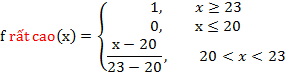 1, x ≥ 23
f rất cao(x) = { 0, x ≤ 20
x − 20
23 − 20, 20 < x < 23